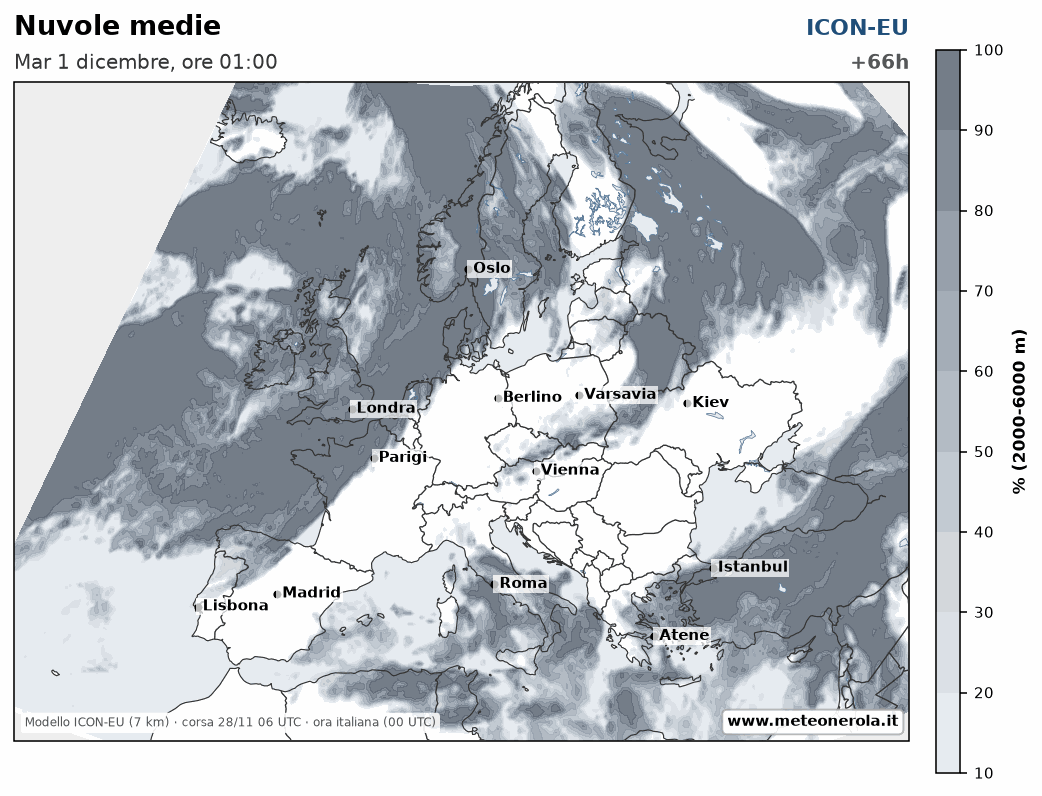 Nuvole medie
ICON-EU
Mar 1 dicembre, ore 01:00
+66h
100
90
80
70
60
50
40
30
20
10
% (2000-6000 m)
Oslo
Londra
Berlino
Varsavia
Kiev
Parigi
Vienna
Istanbul
Roma
Madrid
Lisbona
Atene
Modello ICON-EU (7 km) · corsa 28/11 06 UTC · ora italiana (00 UTC)
www.meteonerola.it